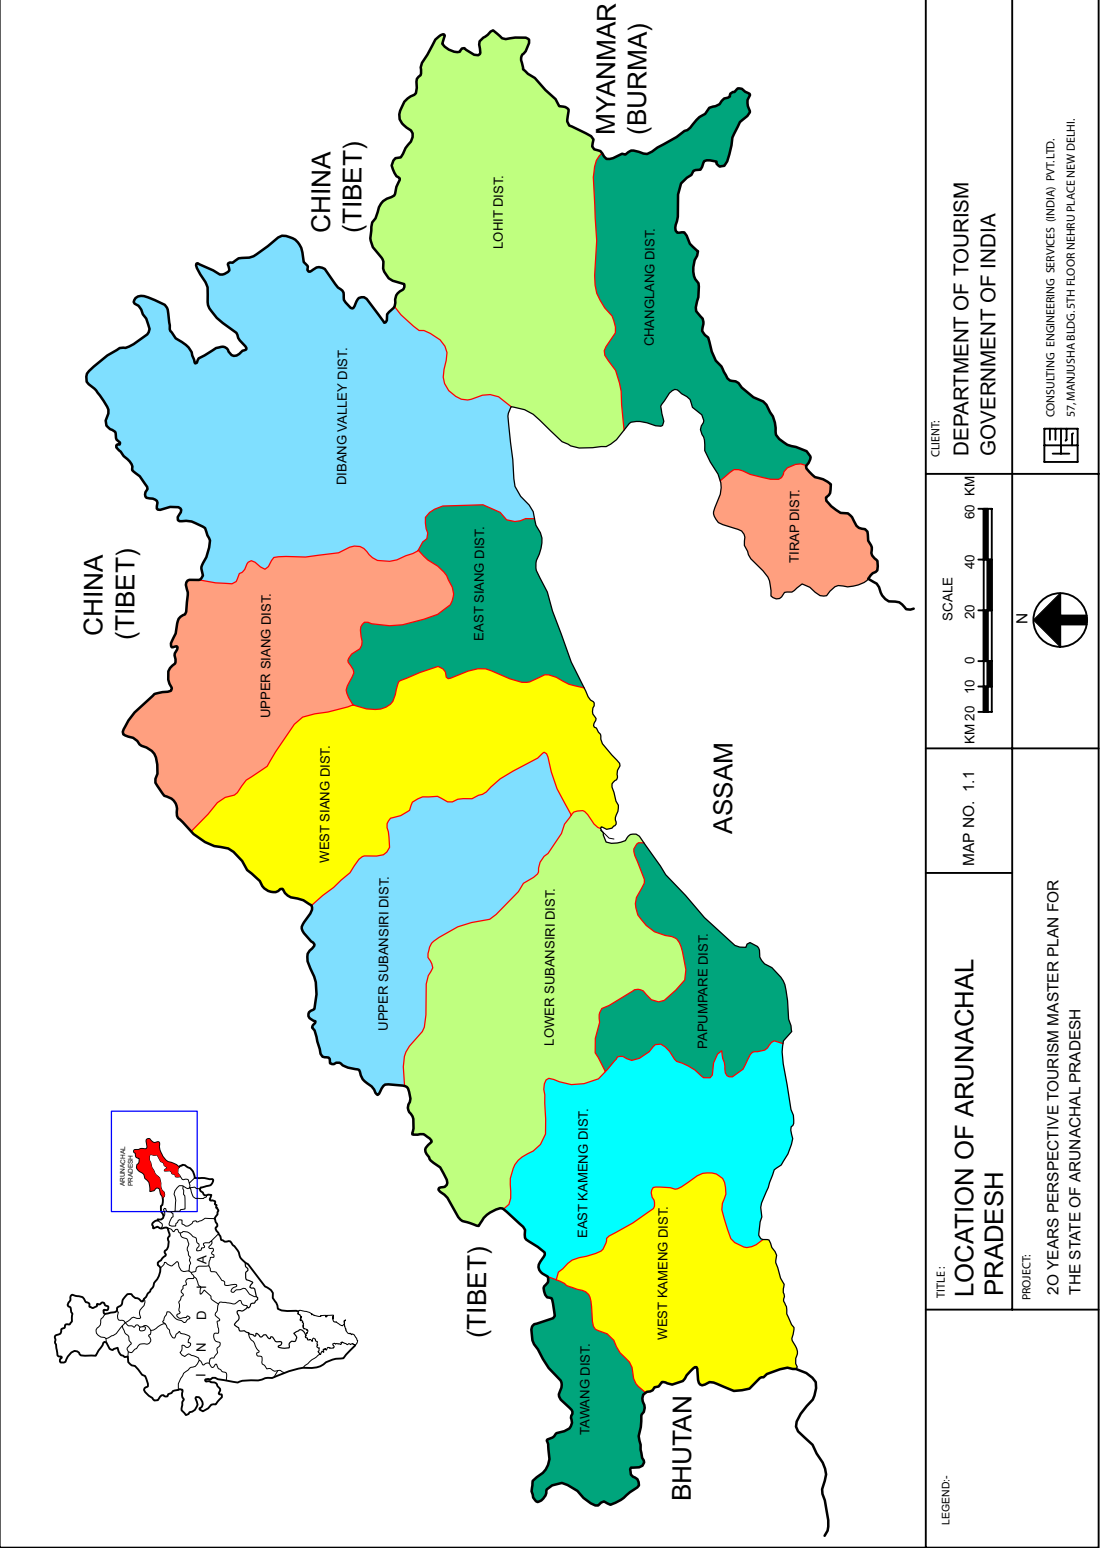 ARUNACHAL
PRADESH
I N D I A
CHINA
(TIBET)
CHINA
(TIBET)
MYANMAR
(BURMA)
(TIBET)
BHUTAN
ASSAM
TAWANG DIST.
WEST KAMENG DIST.
EAST KAMENG DIST.
PAPUMPARE DIST.
LOWER SUBANSIRI DIST.
UPPER SUBANSIRI DIST.
WEST SIANG DIST.
UPPER SIANG DIST.
EAST SIANG DIST.
DIBANG VALLEY DIST.
LOHIT DIST.
CHANGLANG DIST.
TIRAP DIST.
LEGEND:-
TITLE :
LOCATION OF ARUNACHAL
PRADESH
MAP NO. 1.1
SCALE
KM 20 10 0 20 40 60 KM
CLIENT:
DEPARTMENT OF TOURISM
GOVERNMENT OF INDIA
PROJECT:
2O YEARS PERSPECTIVE TOURISM MASTER PLAN FOR
THE STATE OF ARUNACHAL PRADESH
N
CONSULTING ENGINEERING SERVICES (INDIA) PVT.LTD.
57, MANJUSHA BLDG. 5TH FLOOR NEHRU PLACE NEW DELHI.